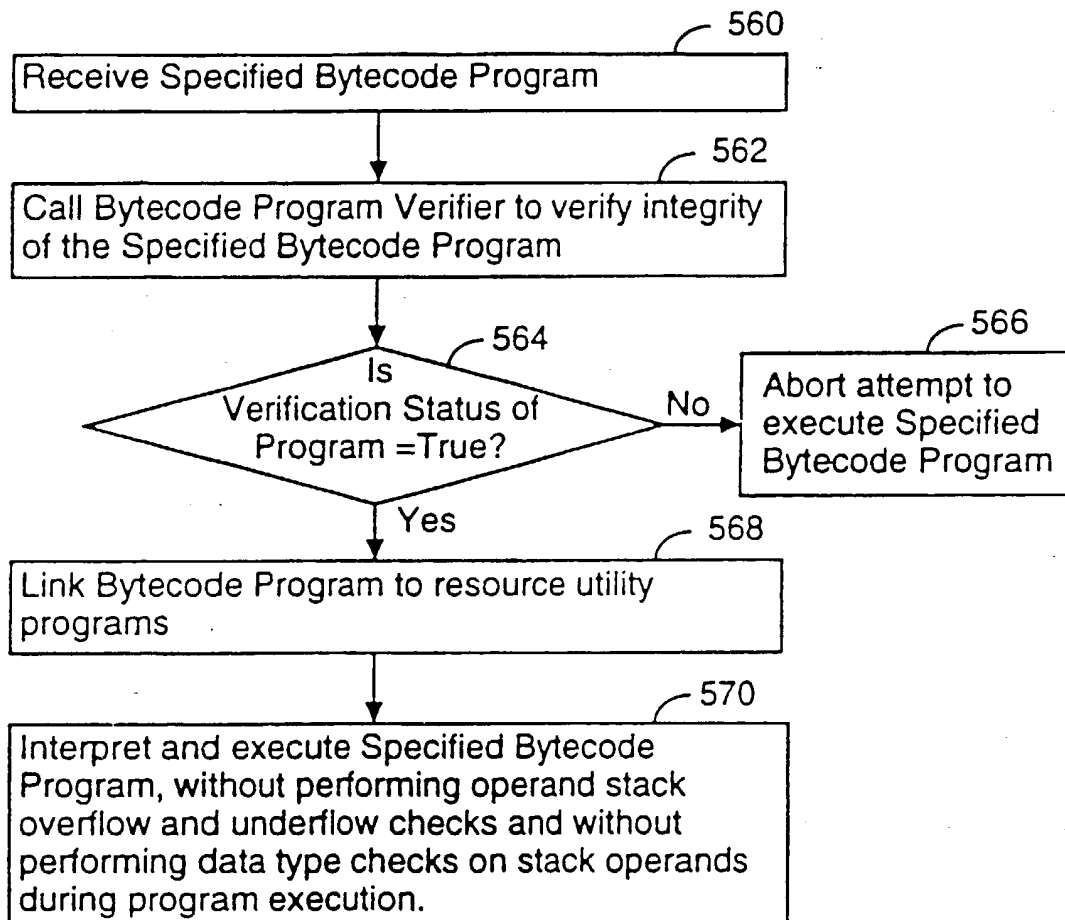 560
Receive Specified Bytecode Program
562
Call Bytecode Program Verifier to verify integrity
of the Specified Bytecode Program
564
Is
Verification Status of
Program =True?
No
566
Abort attempt to
execute Specified
Bytecode Program
Yes
568
Link Bytecode Program to resource utility
programs
570
Interpret and execute Specified Bytecode
Program, without performing operand stack
overflow and underflow checks and without
performing data type checks on stack operands
during program execution.